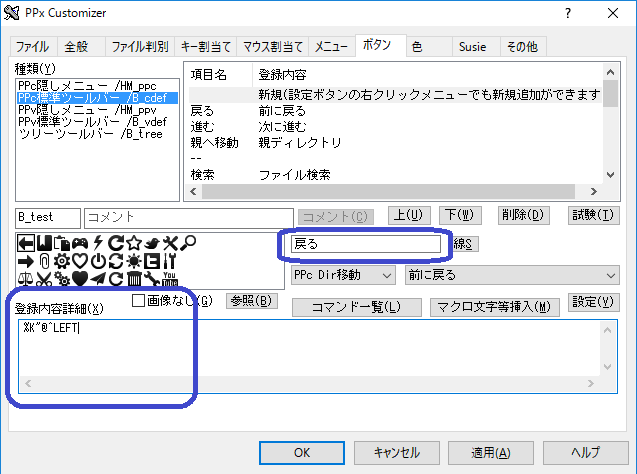 PPx Customizer
ファイル 全般 ファイル判別 キー割当て マウス割当て メニュー ボタン 色 Susie その他
種類(Y)
PPc隠しメニュー /HM_ppc
PPc標準ツールバー /B_cdef
PPv隠しメニュー /HM_ppv
PPv標準ツールバー /B_vdef
ツリーツールバー /B_tree
項目名 登録内容
新規(設定ボタンの右クリックメニューでも新規追加ができます
戻る 前に戻る
進む 次に進む
親へ移動 親ディレクトリ
--
検索 ファイル検索
B_test コメント コメント(C) 上(U) 下(W) 削除(D) 試験(T)
戻る 線S
PPc Dir移動 前に戻る
You
登録内容詳細(X) 画像なし(G) 参照(B) コマンド一覧(L) マクロ文字等挿入(M) 設定(Y)
%K"@^LEFT
OK キャンセル 適用(A) ヘルプ